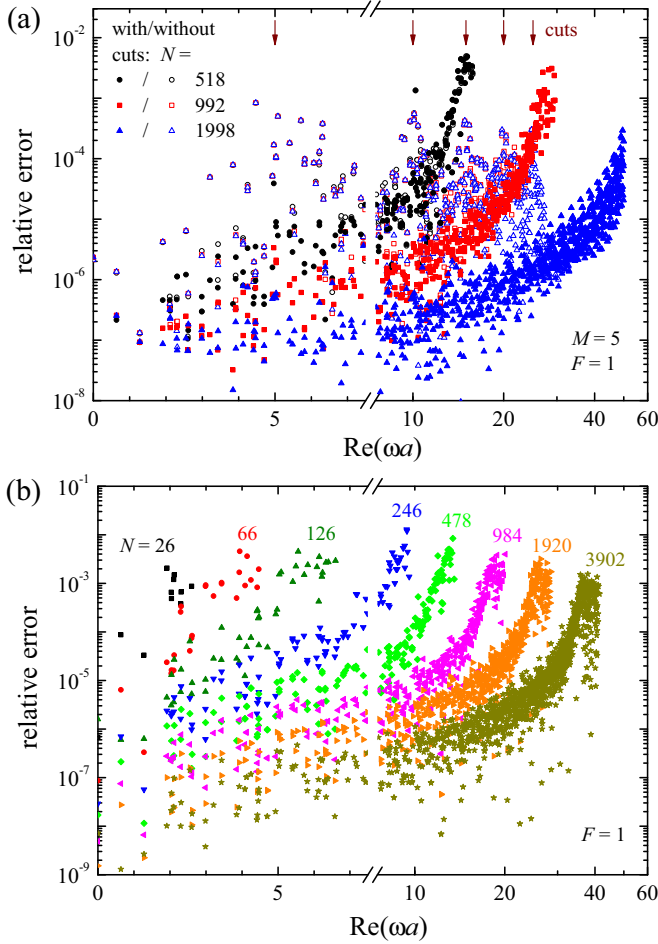 (a)
with/without
cuts: N =
/ 518
/ 992
/ 1998
cuts
10⁻²
10⁻⁴
10⁻⁶
10⁻⁸
relative error
M = 5
F = 1
0 5 10 20 40 60
Re(ωa)
(b)
10⁻¹
10⁻³
10⁻⁵
10⁻⁷
10⁻⁹
relative error
N = 26 66 126 246 478 984 1920 3902
F = 1
0 5 10 20 40 60
Re(ωa)